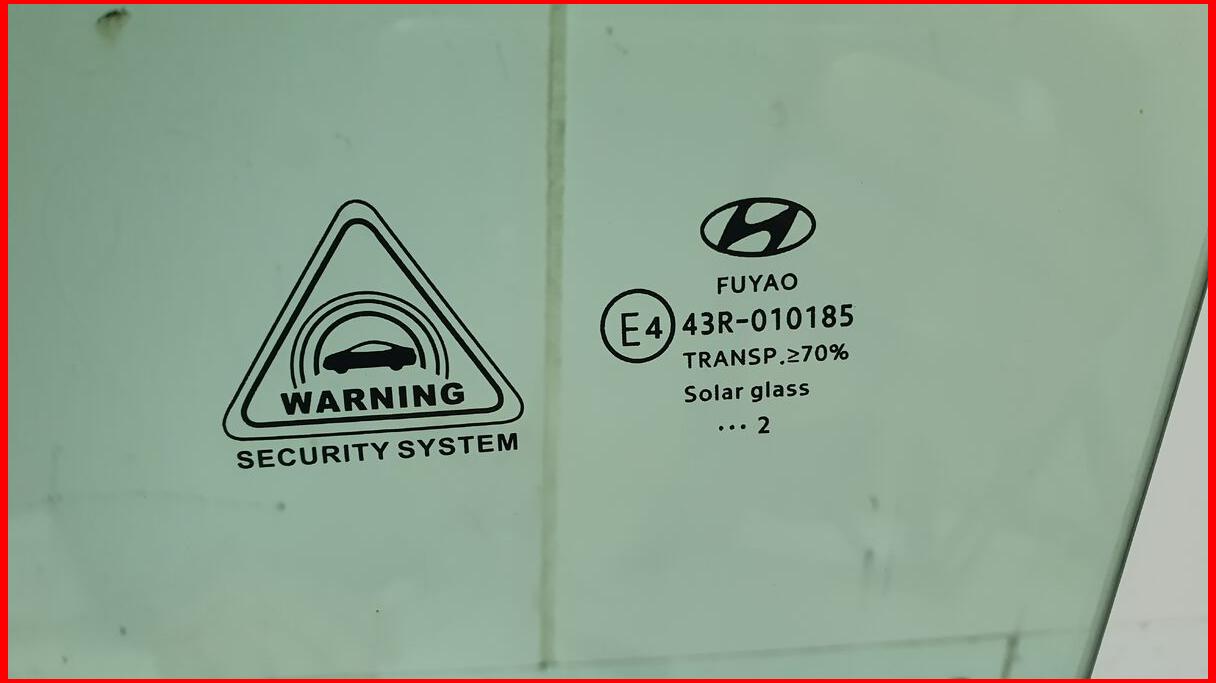 WARNING
SECURITY SYSTEM
FUYAO
E4 43R-010185
TRANSP.≥70%
Solar glass
••• 2